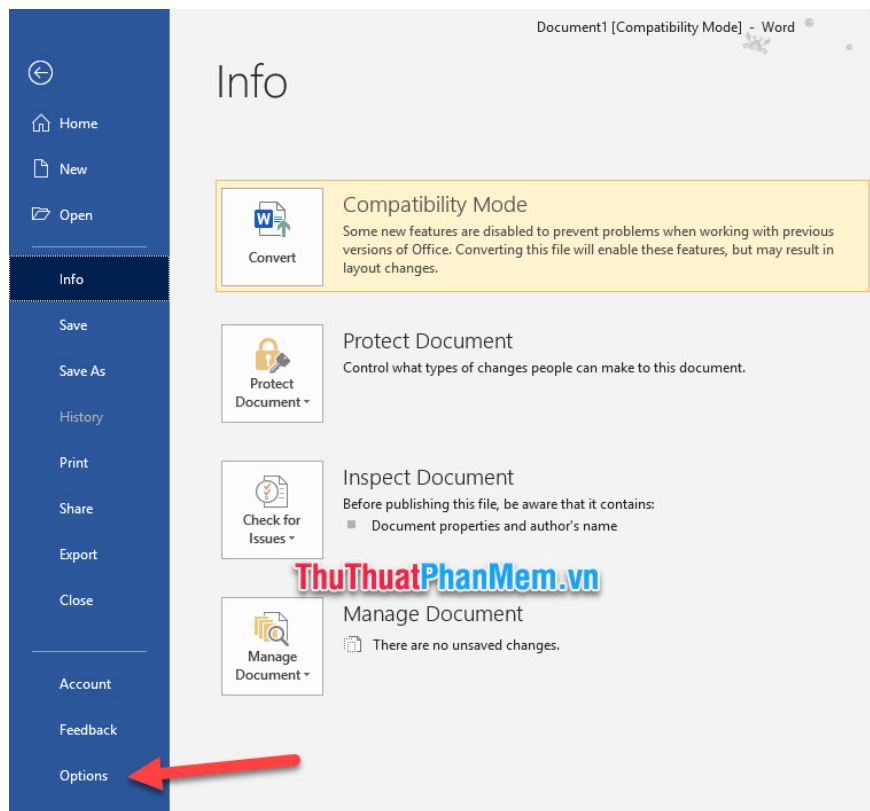 Document1 [Compatibility Mode] - Word
Info
Home
New
Open
Info
Save
Save As
History
Print
Share
Export
Close
Account
Feedback
Options
Convert
Compatibility Mode
Some new features are disabled to prevent problems when working with previous
versions of Office. Converting this file will enable these features, but may result in
layout changes.
Protect
Document
Protect Document
Control what types of changes people can make to this document.
Check for
Issues
Inspect Document
Before publishing this file, be aware that it contains:
Document properties and author's name
ThuThuatPhanMem.vn
Manage
Document
Manage Document
There are no unsaved changes.